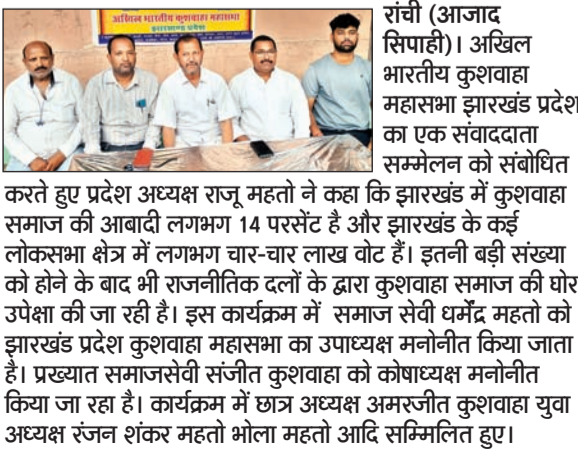 अखिल भारतीय कुशवाहा महासभा
झारखण्ड प्रदेश
रांची (आजाद
सिपाही)। अखिल
भारतीय कुशवाहा
महासभा झारखंड प्रदेश
का एक संवाददाता
सम्मेलन को संबोधित
करते हुए प्रदेश अध्यक्ष राजू महतो ने कहा कि झारखंड में कुशवाहा
समाज की आबादी लगभग 14 परसेंट है और झारखंड के कई
लोकसभा क्षेत्र में लगभग चार-चार लाख वोट हैं। इतनी बड़ी संख्या
को होने के बाद भी राजनीतिक दलों के द्वारा कुशवाहा समाज की घोर
उपेक्षा की जा रही है। इस कार्यक्रम में समाज सेवी धर्मेंद्र महतो को
झारखंड प्रदेश कुशवाहा महासभा का उपाध्यक्ष मनोनीत किया जाता
है। प्रख्यात समाजसेवी संजीत कुशवाहा को कोषाध्यक्ष मनोनीत
किया जा रहा है। कार्यक्रम में छात्र अध्यक्ष अमरजीत कुशवाहा युवा
अध्यक्ष रंजन शंकर महतो भोला महतो आदि सम्मिलित हुए।